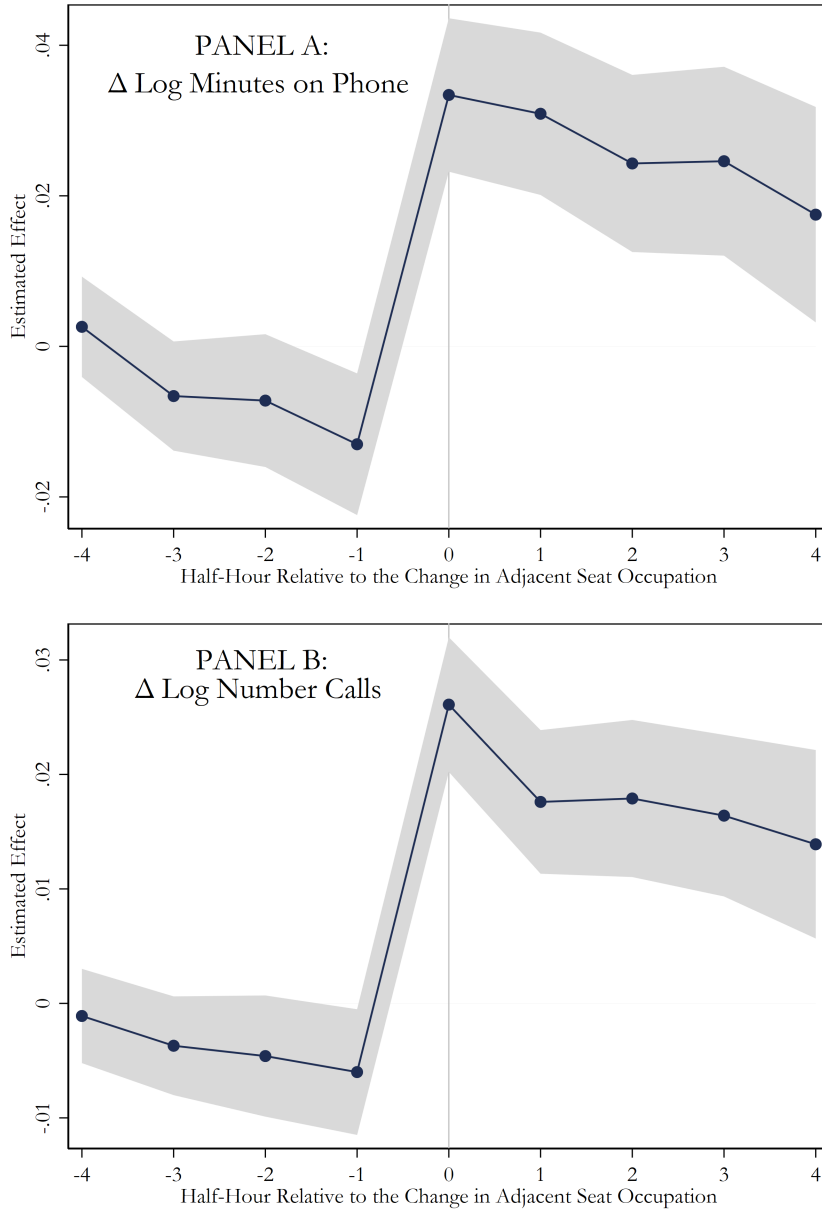 PANEL A:
Δ Log Minutes on Phone
Estimated Effect
.04
.02
0
-.02
-4 -3 -2 -1 0 1 2 3 4
Half-Hour Relative to the Change in Adjacent Seat Occupation
PANEL B:
Δ Log Number Calls
Estimated Effect
.03
.02
.01
0
-.01
-4 -3 -2 -1 0 1 2 3 4
Half-Hour Relative to the Change in Adjacent Seat Occupation